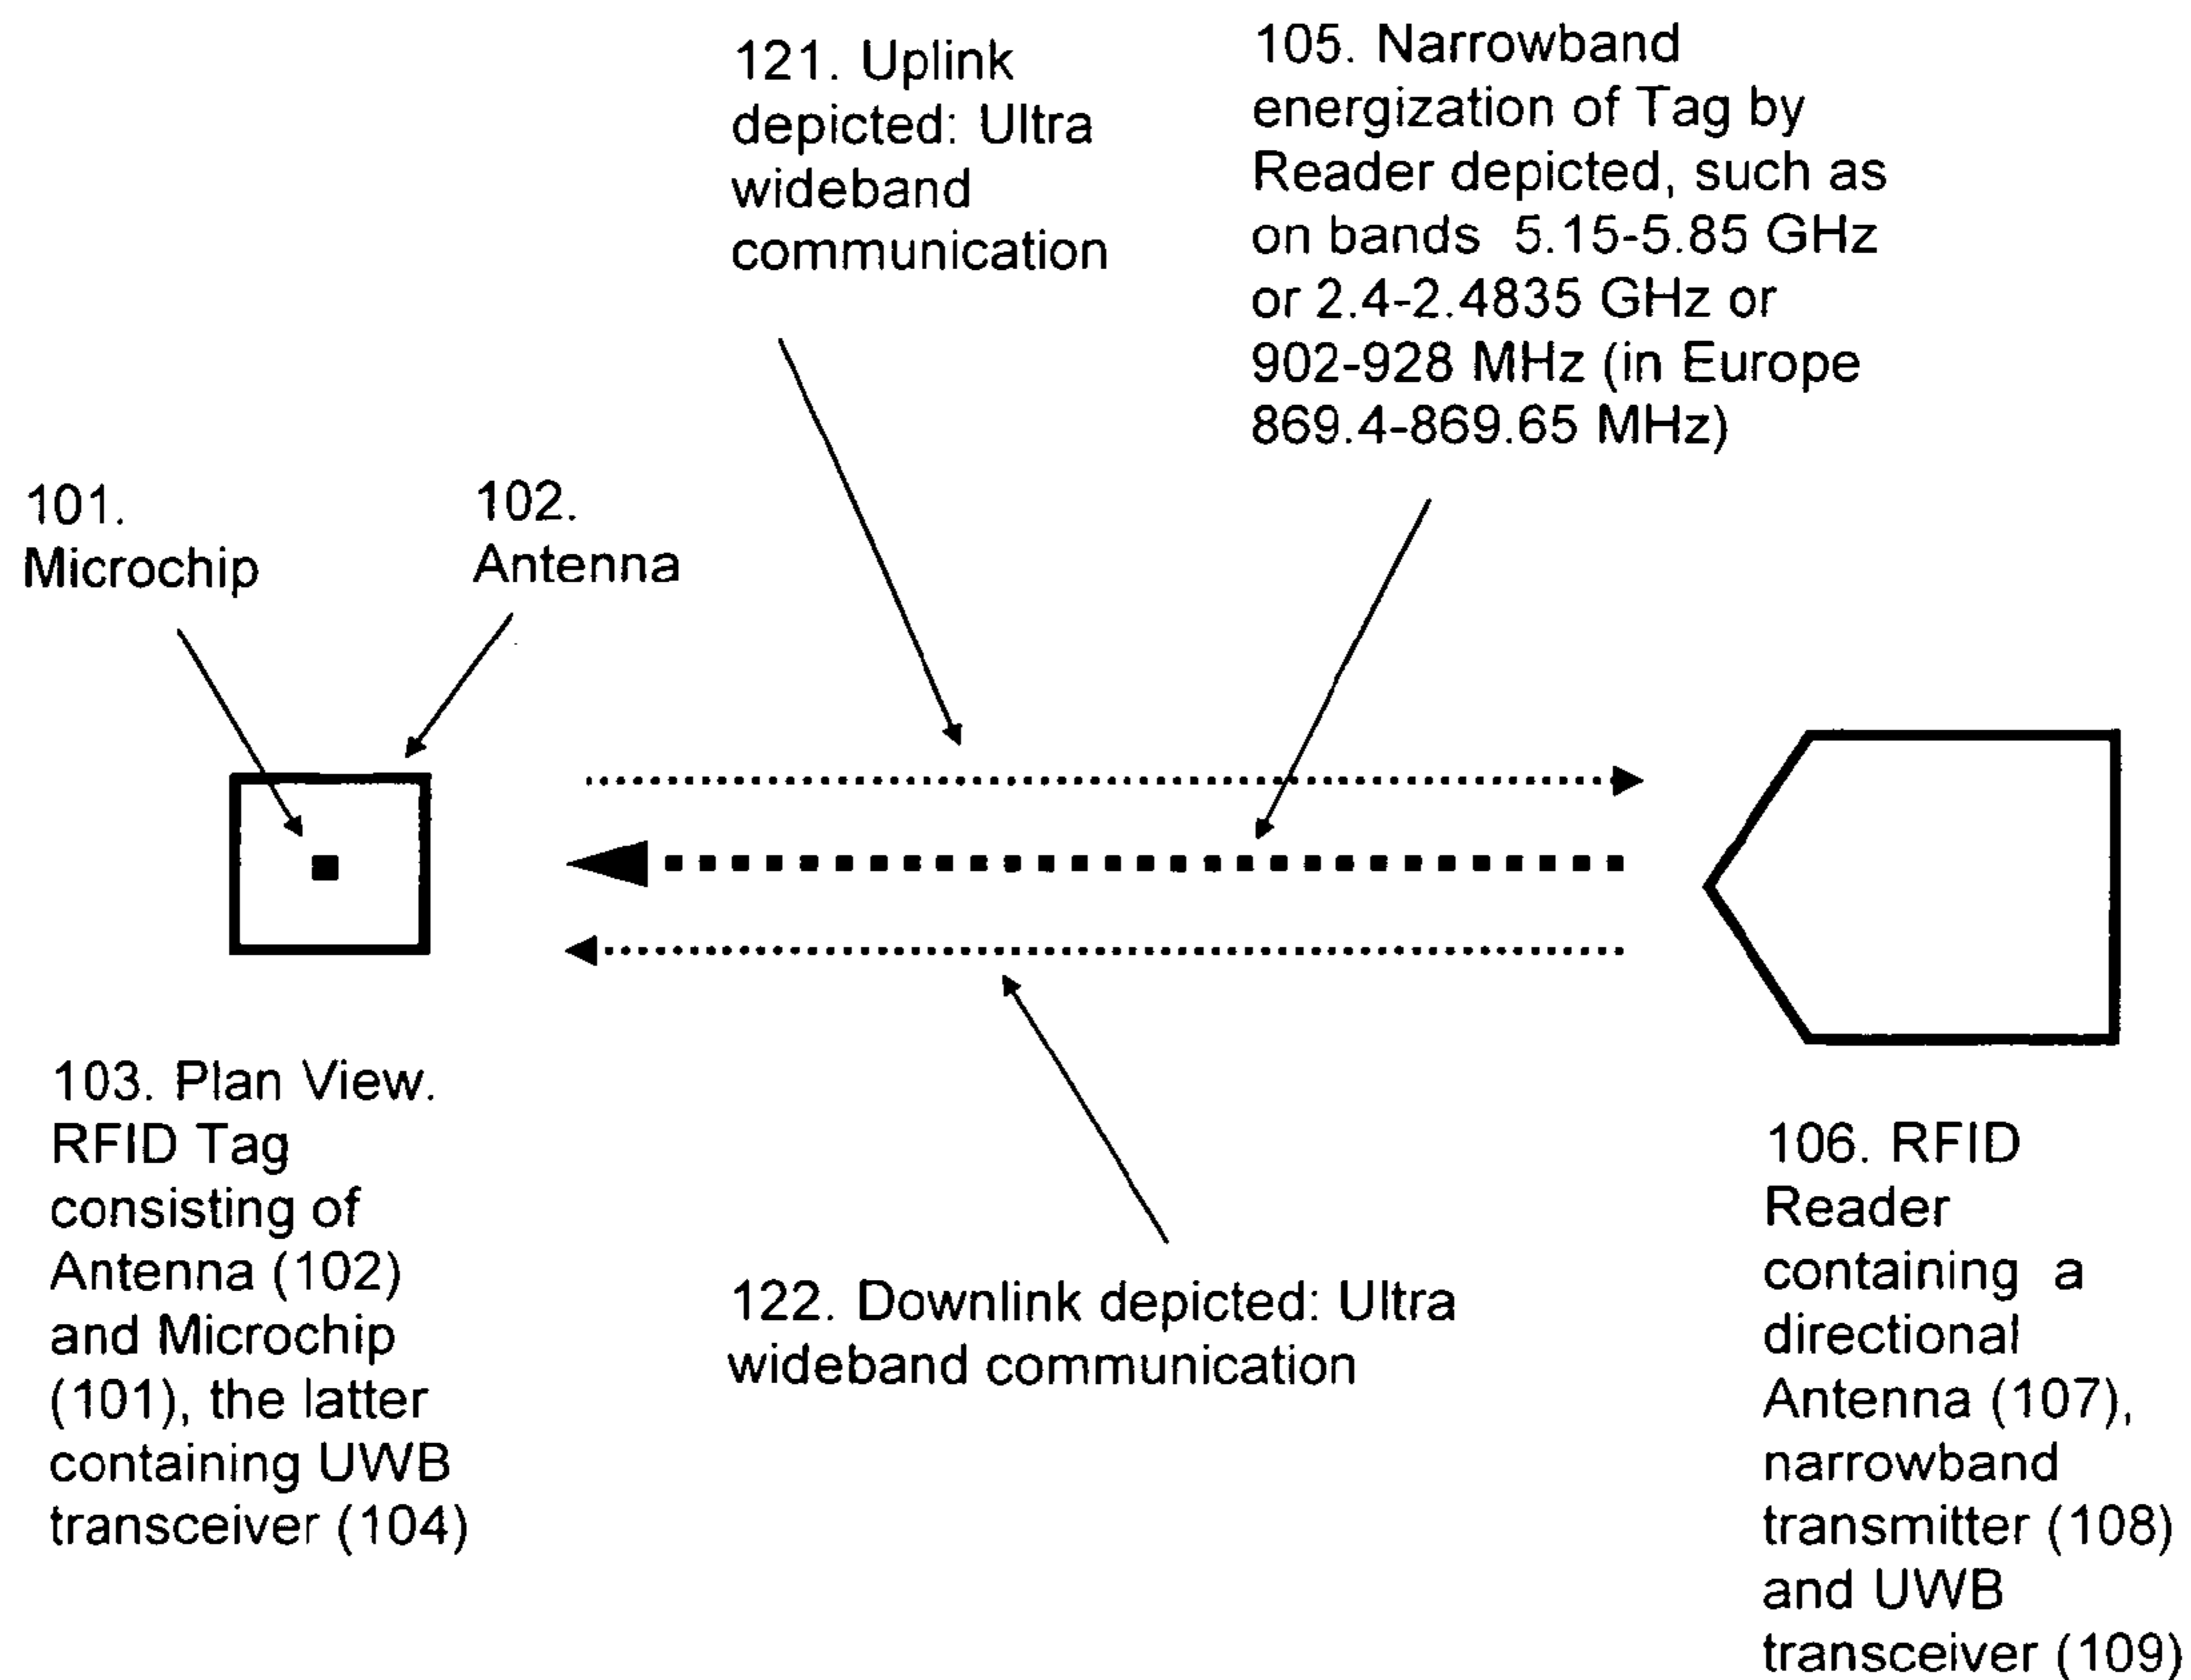 121. Uplink
depicted: Ultra
wideband
communication
105. Narrowband
energization of Tag by
Reader depicted, such as
on bands  5.15-5.85 GHz
or 2.4-2.4835 GHz or
902-928 MHz (in Europe
869.4-869.65 MHz)
101.
Microchip
102.
Antenna
103. Plan View.
RFID Tag
consisting of
Antenna (102)
and Microchip
(101), the latter
containing UWB
transceiver (104)
122. Downlink depicted: Ultra
wideband communication
106. RFID
Reader
containing  a
directional
Antenna (107),
narrowband
transmitter (108)
and UWB
transceiver (109)